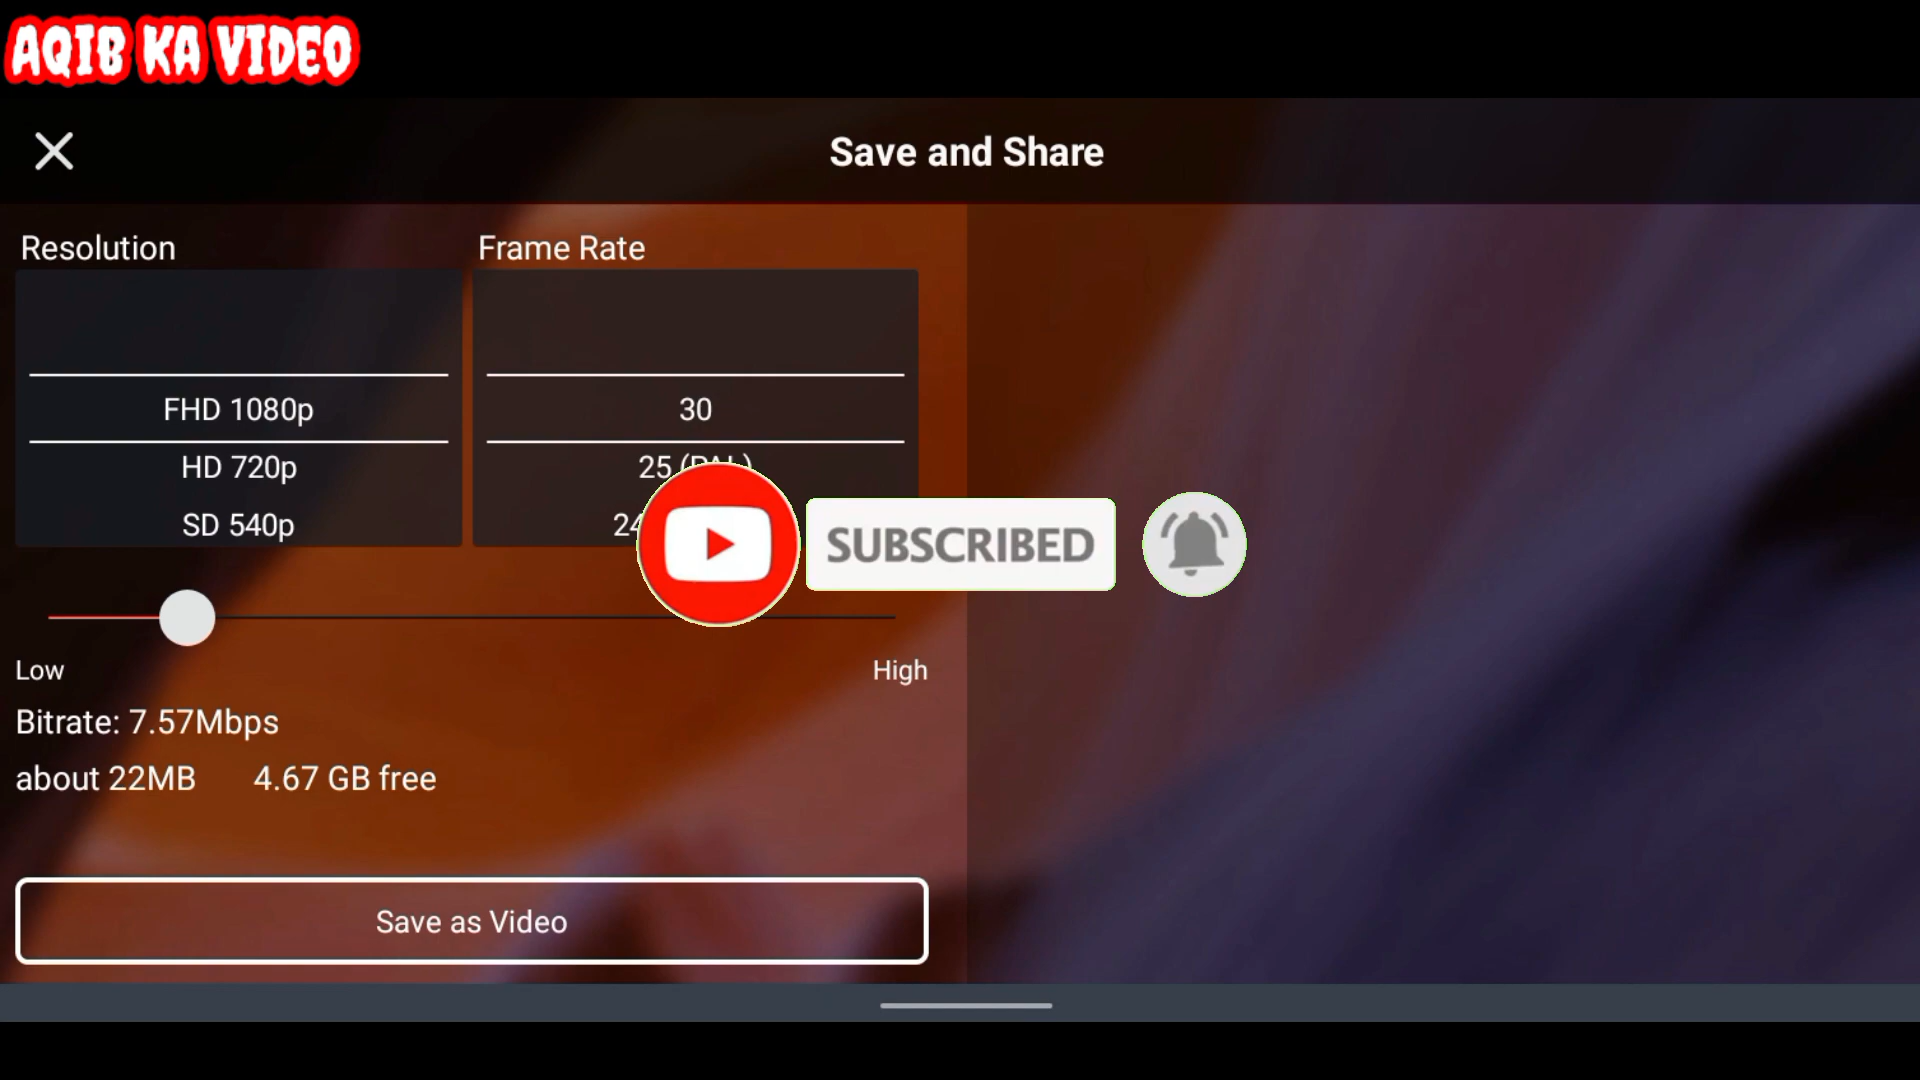 AQIB KA VIDEO
Save and Share
Resolution
Frame Rate
FHD 1080p
30
HD 720p
25
SD 540p
SUBSCRIBED
Low
High
Bitrate: 7.57Mbps
about 22MB 4.67 GB free
Save as Video